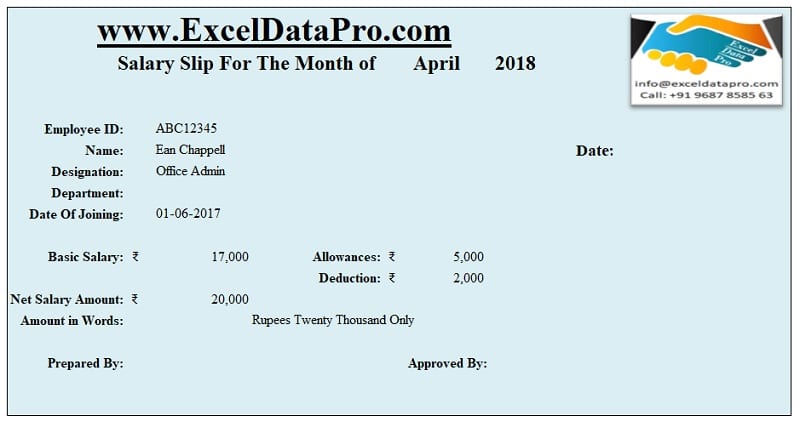 www.ExcelDataPro.com
Salary Slip For The Month of April 2018
Excel
Data
Pro
info@exceldatapro.com
Call: +91 9687 8585 63
Employee ID: ABC12345
Name: Ean Chappell
Date:
Designation: Office Admin
Department:
Date Of Joining: 01-06-2017
Basic Salary: ₹ 17,000 Allowances: ₹ 5,000
Deduction: ₹ 2,000
Net Salary Amount: ₹ 20,000
Amount in Words: Rupees Twenty Thousand Only
Prepared By: Approved By: